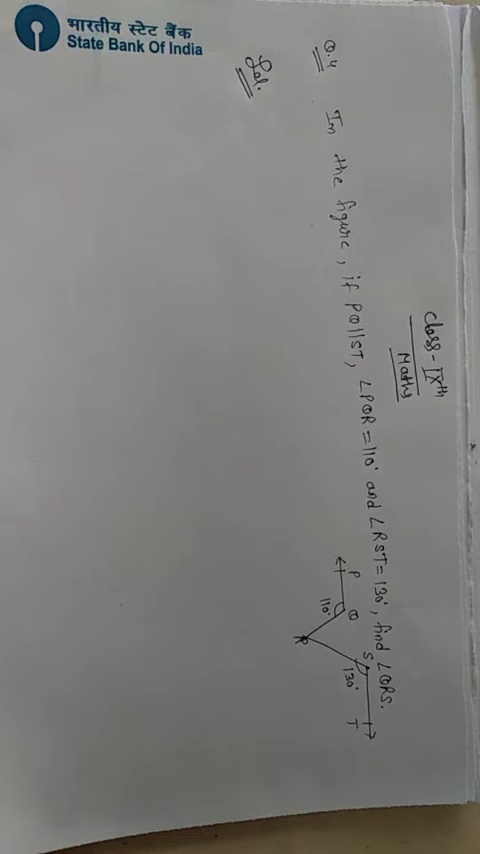 Class - IXth
Maths
Q.4 In the figure, if PQ||ST, ∠PQR = 110° and ∠RST = 130°, find ∠QRS.
P
Q
110°
R
S
130°
T
Sol.
भारतीय स्टेट बैंक
State Bank Of India